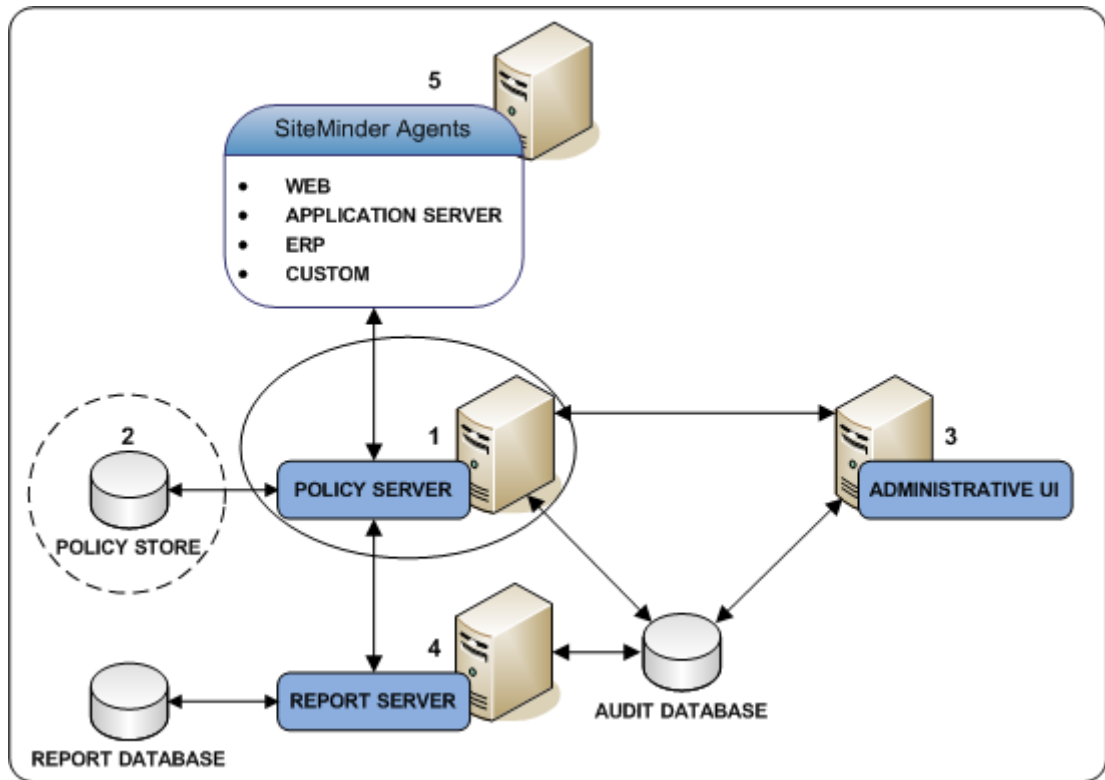 5
SiteMinder Agents
• WEB
• APPLICATION SERVER
• ERP
• CUSTOM
2
1
3
POLICY SERVER
ADMINISTRATIVE UI
POLICY STORE
4
REPORT SERVER
AUDIT DATABASE
REPORT DATABASE